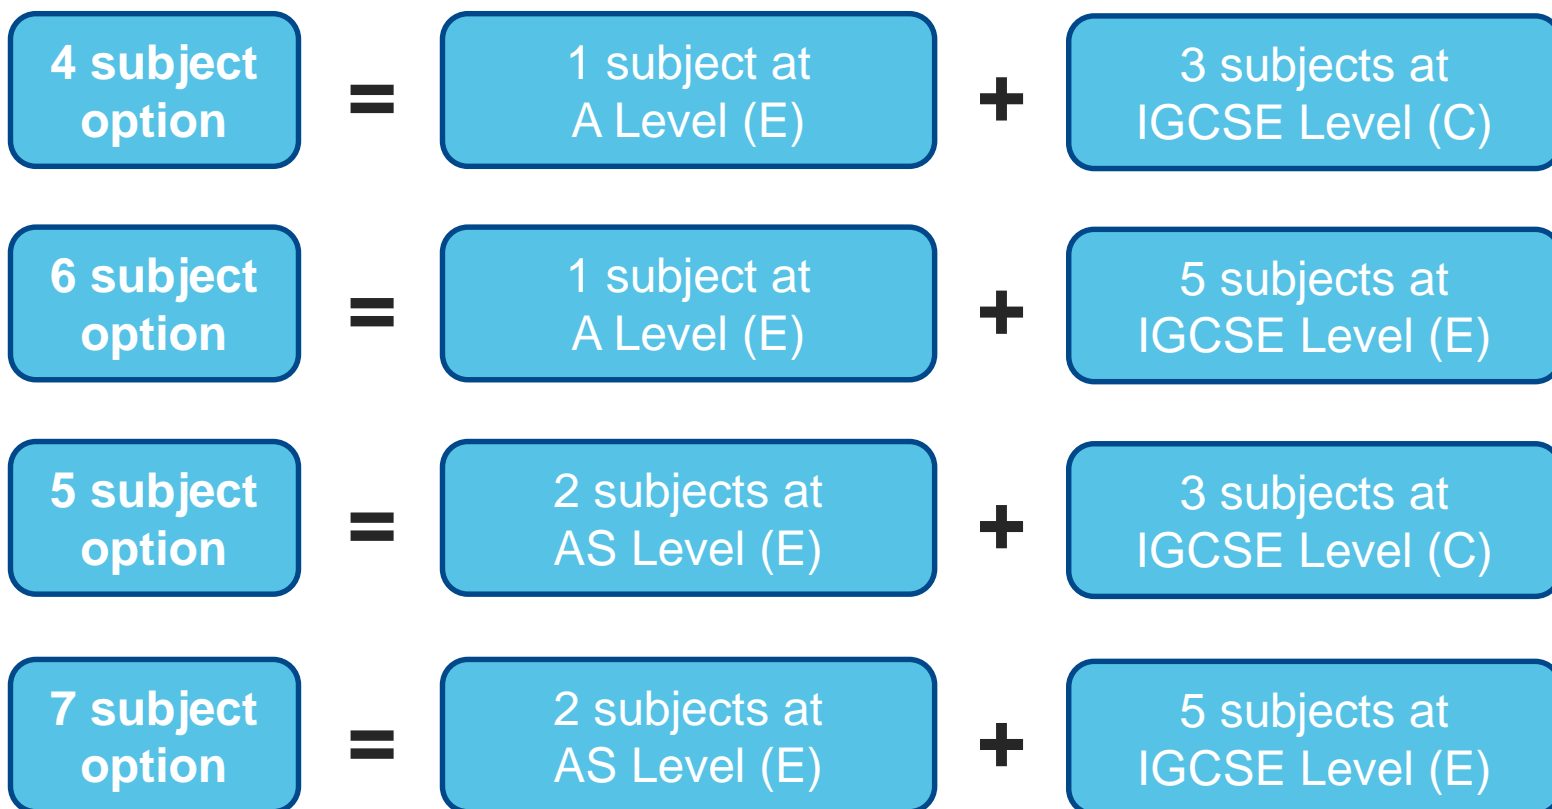 4 subject
option
=
1 subject at
A Level (E)
+
3 subjects at
IGCSE Level (C)
6 subject
option
=
1 subject at
A Level (E)
+
5 subjects at
IGCSE Level (E)
5 subject
option
=
2 subjects at
AS Level (E)
+
3 subjects at
IGCSE Level (C)
7 subject
option
=
2 subjects at
AS Level (E)
+
5 subjects at
IGCSE Level (E)